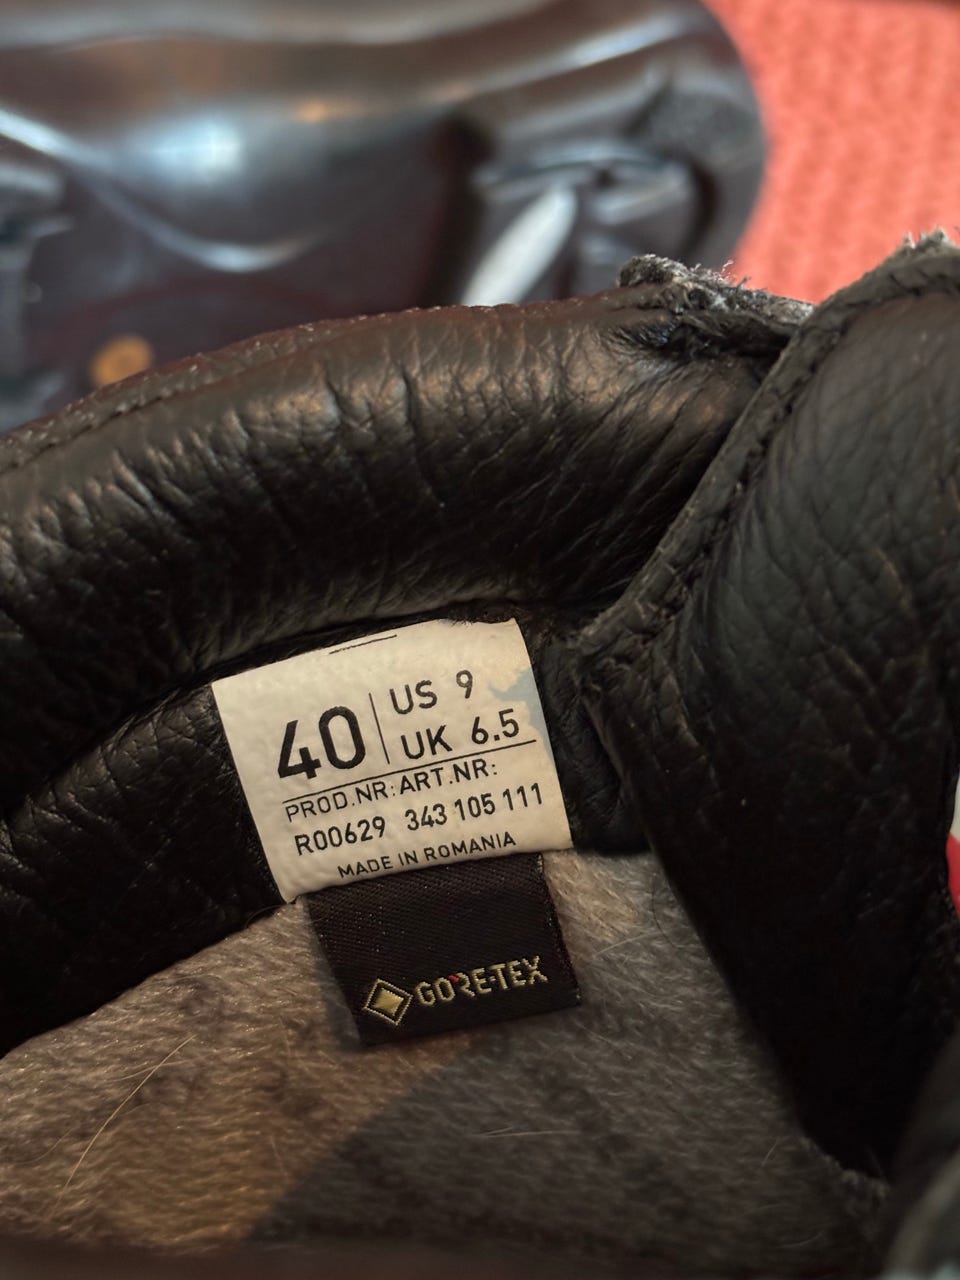 40
US 9
UK 6.5
PROD.NR: ART.NR:
R00629 343 105 111
MADE IN ROMANIA
GORE-TEX